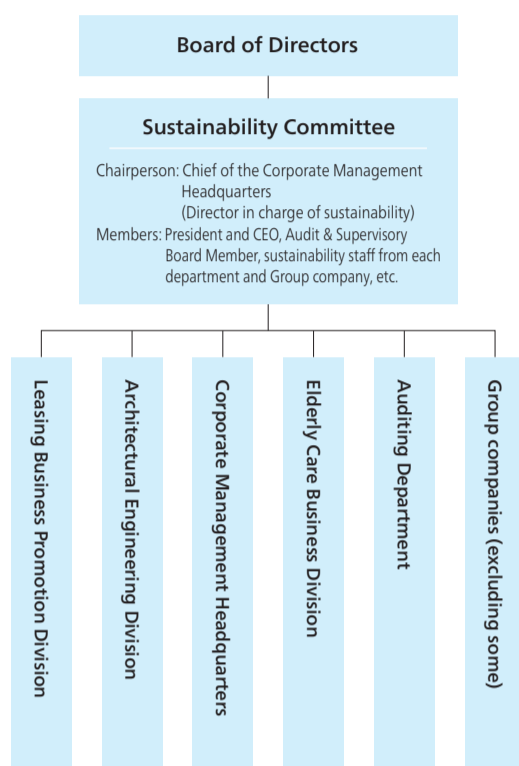 Board of Directors
Sustainability Committee
Chairperson: Chief of the Corporate Management
Headquarters
(Director in charge of sustainability)
Members: President and CEO, Audit & Supervisory
Board Member, sustainability staff from each
department and Group company, etc.
Leasing Business Promotion Division
Architectural Engineering Division
Corporate Management Headquarters
Elderly Care Business Division
Auditing Department
Group companies (excluding some)